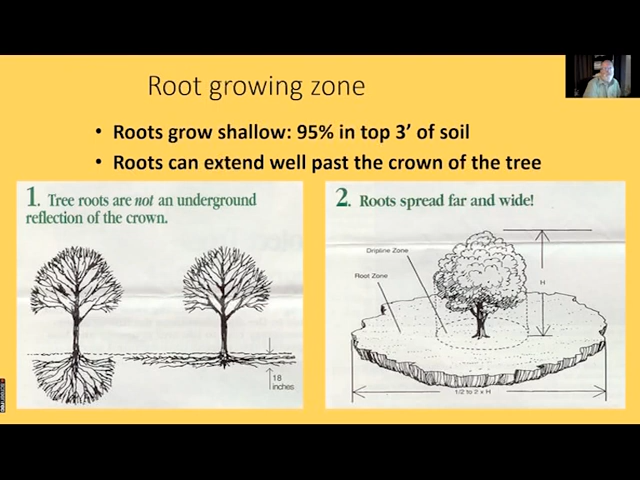 Root growing zone
• Roots grow shallow: 95% in top 3’ of soil
• Roots can extend well past the crown of the tree
1. Tree roots are not an underground
reflection of the crown.
18
inches
2. Roots spread far and wide!
Dripline Zone
Root Zone
H
1/2 to 2 x H